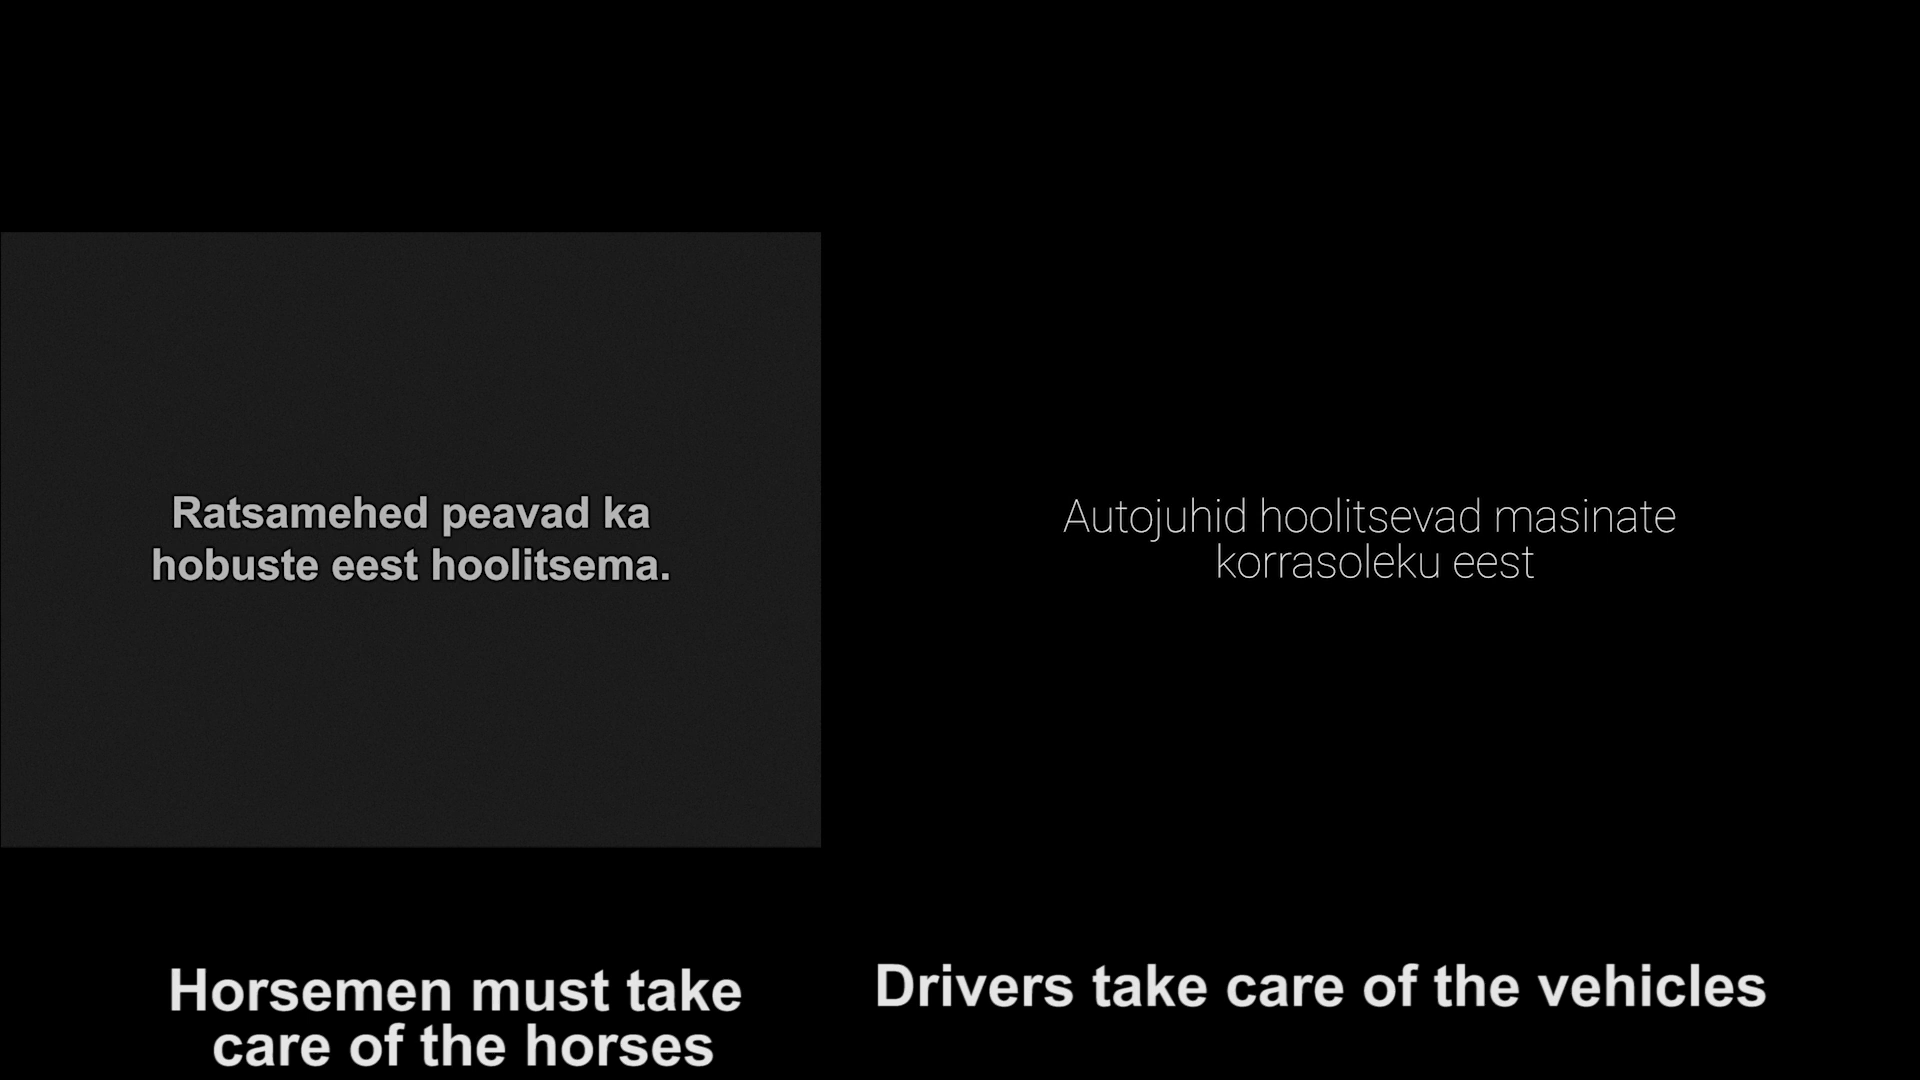 Ratsamehed peavad ka
hobuste eest hoolitsema.
Autojuhid hoolitsevad masinate
korrasoleku eest
Horsemen must take
care of the horses
Drivers take care of the vehicles